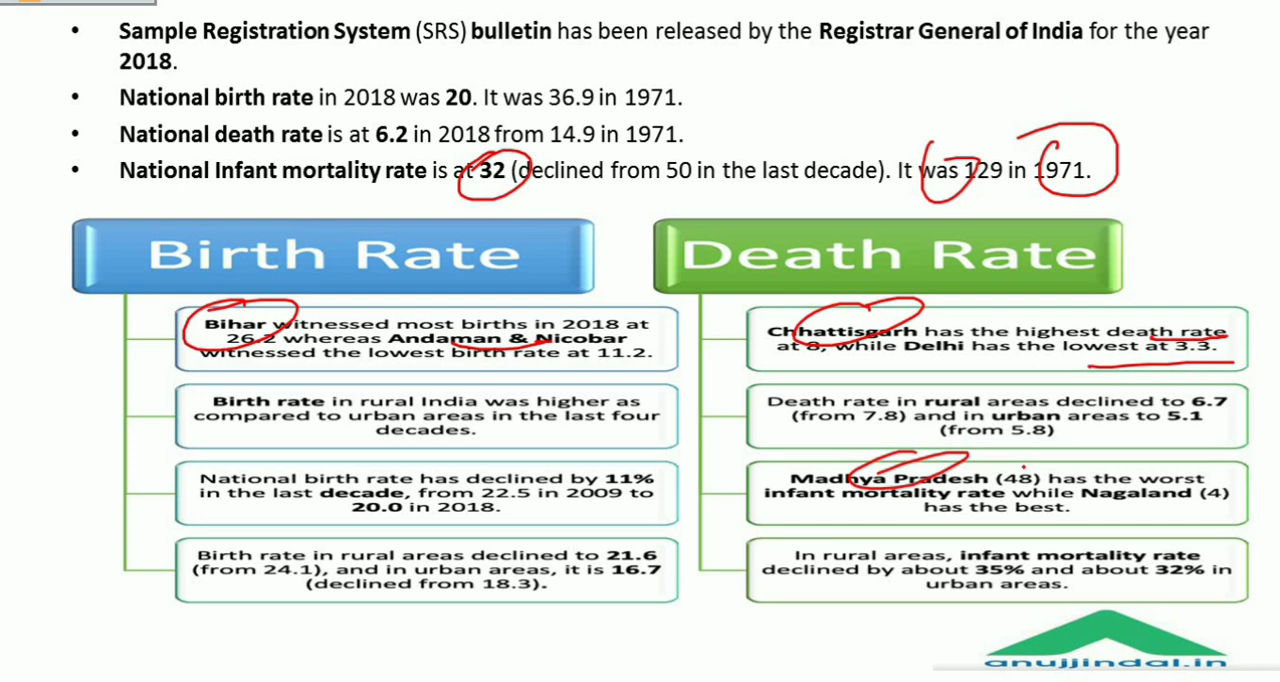 • Sample Registration System (SRS) bulletin has been released by the Registrar General of India for the year
2018.
• National birth rate in 2018 was 20. It was 36.9 in 1971.
• National death rate is at 6.2 in 2018 from 14.9 in 1971.
• National Infant mortality rate is at 32 (declined from 50 in the last decade). It was 129 in 1971.
Birth Rate
Bihar witnessed most births in 2018 at
26.2 whereas Andaman & Nicobar
witnessed the lowest birth rate at 11.2.
Birth rate in rural India was higher as
compared to urban areas in the last four
decades.
National birth rate has declined by 11%
in the last decade, from 22.5 in 2009 to
20.0 in 2018.
Birth rate in rural areas declined to 21.6
(from 24.1), and in urban areas, it is 16.7
(declined from 18.3).
Death Rate
Chhattisgarh has the highest death rate
at 8, while Delhi has the lowest at 3.3.
Death rate in rural areas declined to 6.7
(from 7.8) and in urban areas to 5.1
(from 5.8)
Madhya Pradesh (48) has the worst
infant mortality rate while Nagaland (4)
has the best.
In rural areas, infant mortality rate
declined by about 35% and about 32% in
urban areas.
anujjindal.in